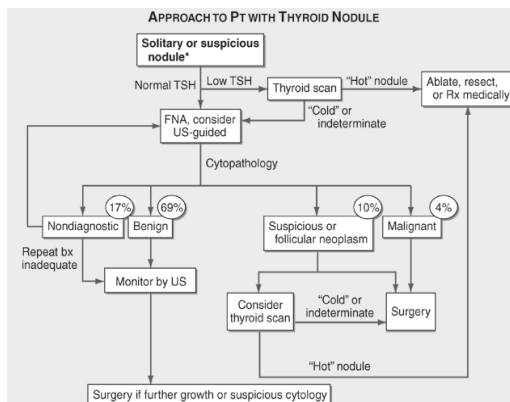 APPROACH TO PT WITH THYROID NODULE
Solitary or suspicious
nodule*
Normal TSH
Low TSH
Thyroid scan
"Hot" nodule
Ablate, resect,
or Rx medically
"Cold" or
indeterminate
FNA, consider
US-guided
Cytopathology
17%
69%
10%
4%
Nondiagnostic
Benign
Suspicious or
follicular neoplasm
Malignant
Repeat bx
inadequate
Monitor by US
Consider
thyroid scan
"Cold" or
indeterminate
Surgery
"Hot" nodule
Surgery if further growth or suspicious cytology